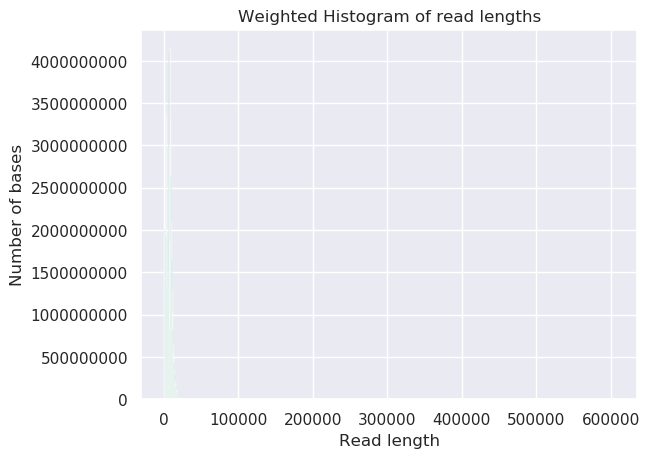 Weighted Histogram of read lengths
4000000000
3500000000
3000000000
2500000000
2000000000
1500000000
1000000000
500000000
0
Number of bases
0 100000 200000 300000 400000 500000 600000
Read length